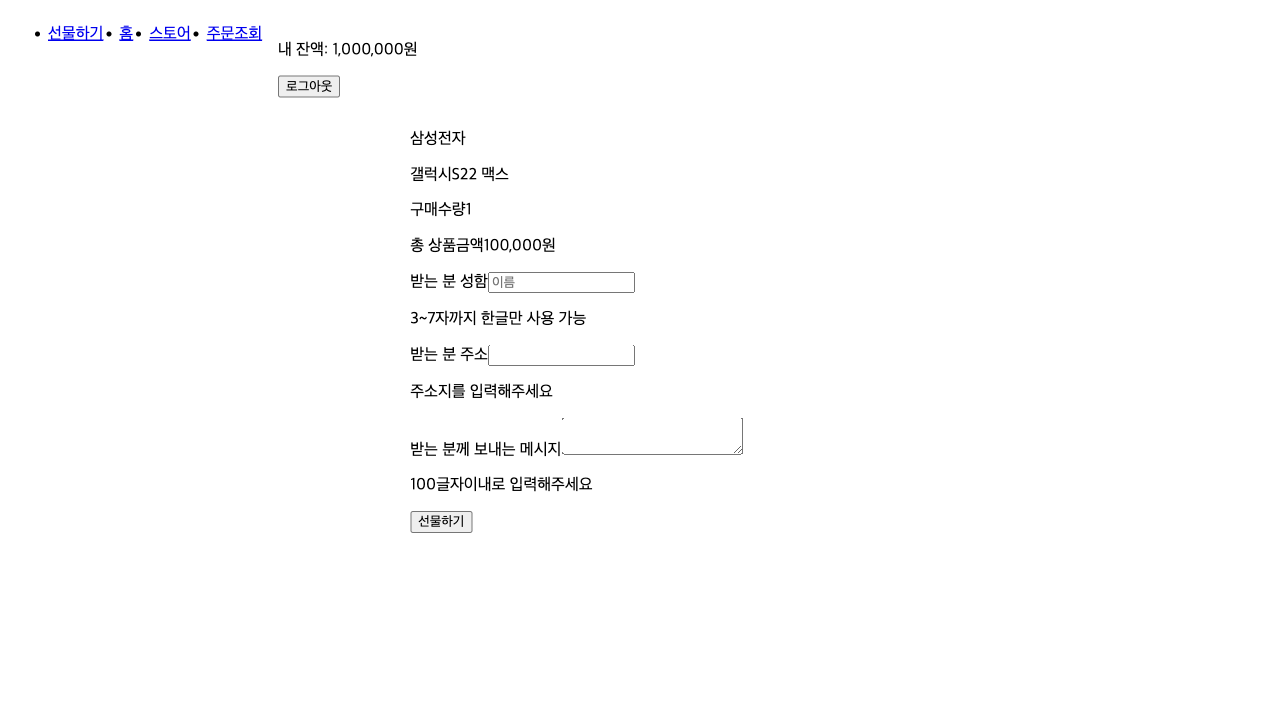 선물하기 홈 스토어 주문조회
내 잔액: 1,000,000원
로그아웃
삼성전자
갤럭시S22 맥스
구매수량1
총 상품금액100,000원
받는 분 성함 이름
3~7자까지 한글만 사용 가능
받는 분 주소
주소지를 입력해주세요
받는 분께 보내는 메시지
100글자이내로 입력해주세요
선물하기